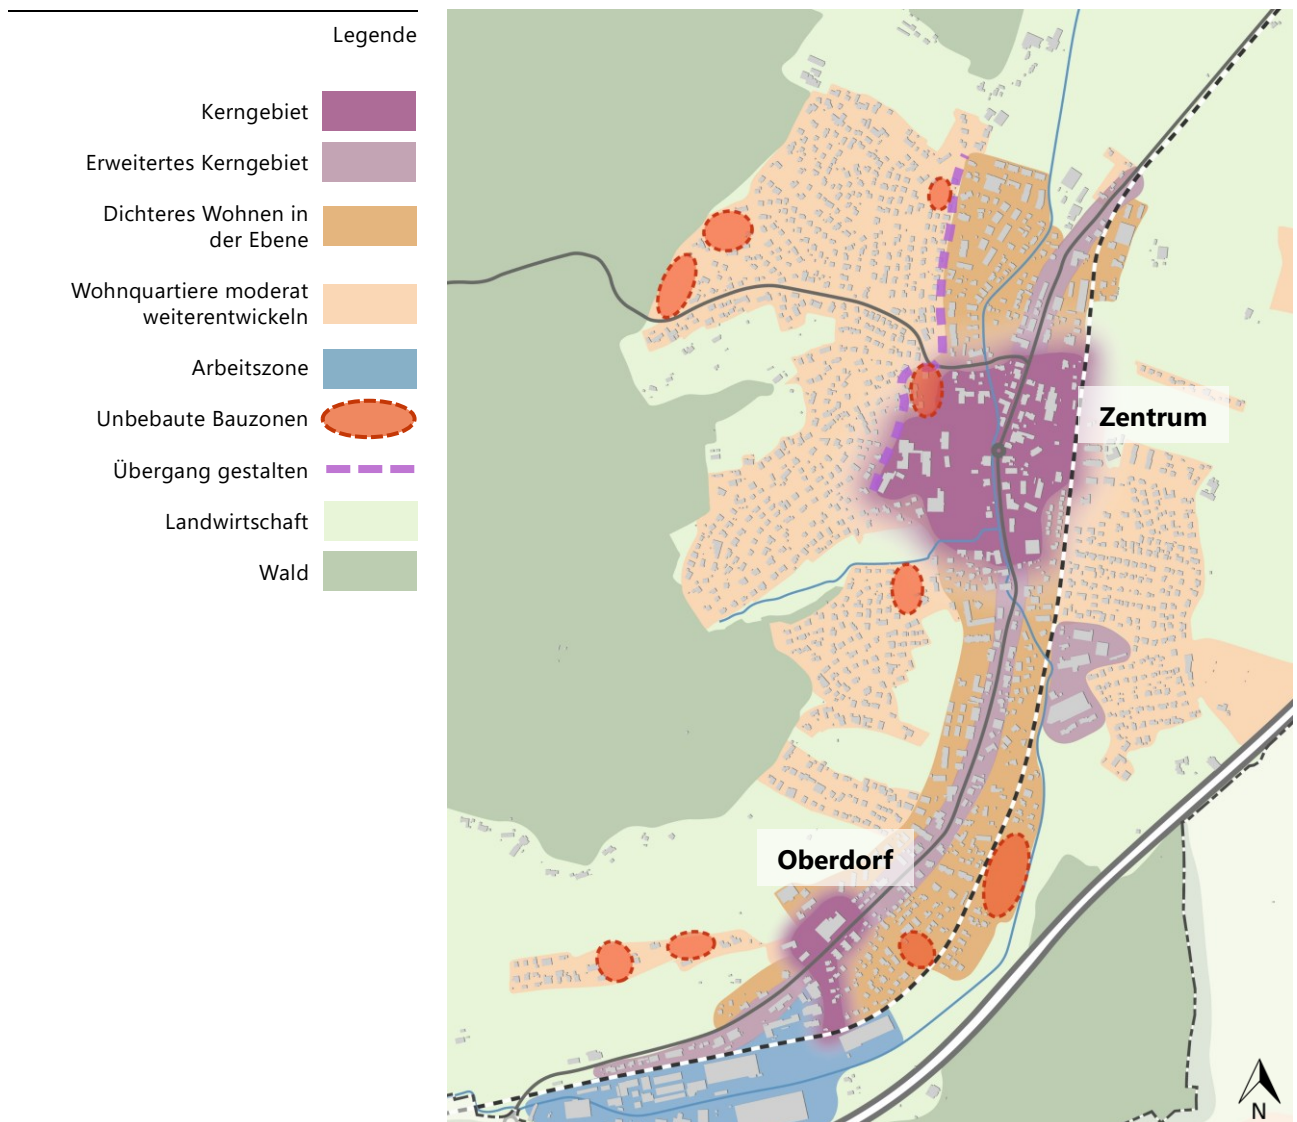 Legende
Kerngebiet
Erweitertes Kerngebiet
Dichteres Wohnen in
der Ebene
Wohnquartiere moderat
weiterentwickeln
Arbeitszone
Unbebaute Bauzonen
Übergang gestalten
Landwirtschaft
Wald
Zentrum
Oberdorf
N